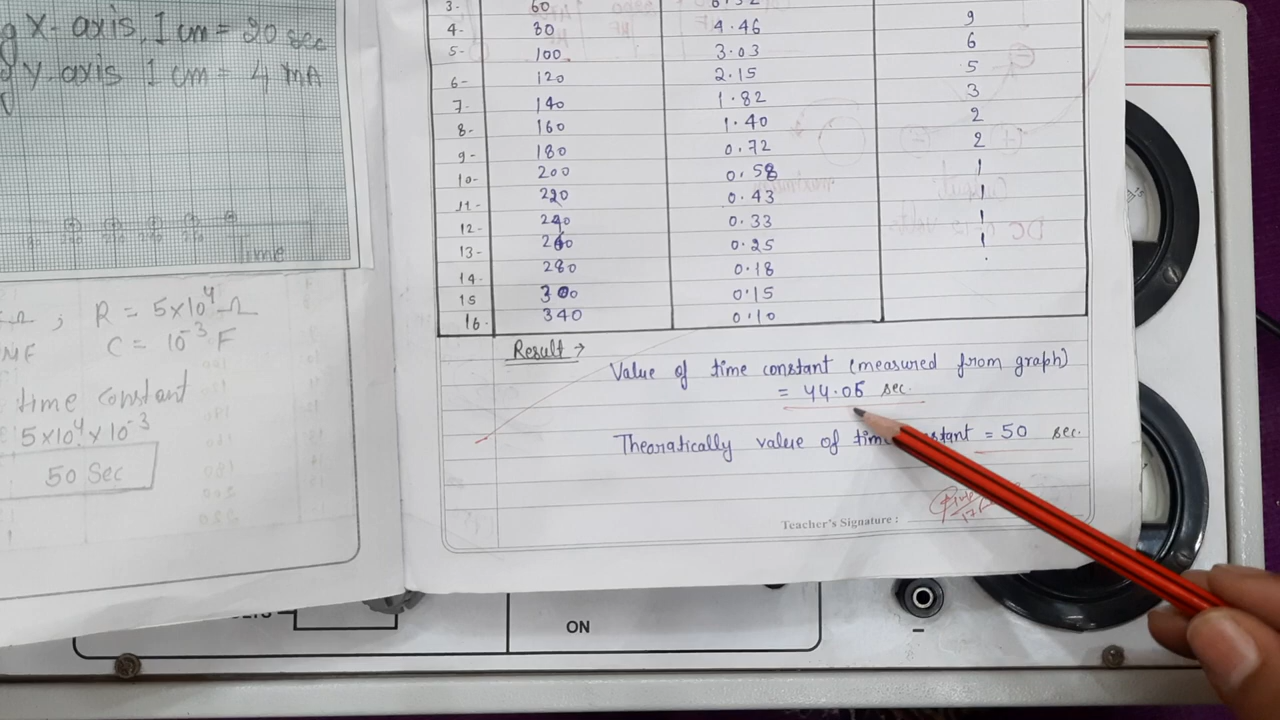 X-axis, 1 cm = 20 sec
Y-axis 1 cm = 4 mA
Time
R = 5×10⁴ Ω
C = 10⁻³ F
time constant
5×10⁴ × 10⁻³
50 Sec
3- 60
4- 80 4.46 9
5- 100 3.03 6
6- 120 2.15 5
7- 140 1.82 3
8- 160 1.40 2
9- 180 0.72 2
10- 200 0.58 1
11- 220 0.43 1
12- 240 0.33 1
13- 260 0.25 1
14- 280 0.18
15 300 0.15
16- 340 0.10
Result →
Value of time constant (measured from graph)
= 44.05 sec.
Theoratically value of time = 50 sec.
Teacher's Signature :
ON